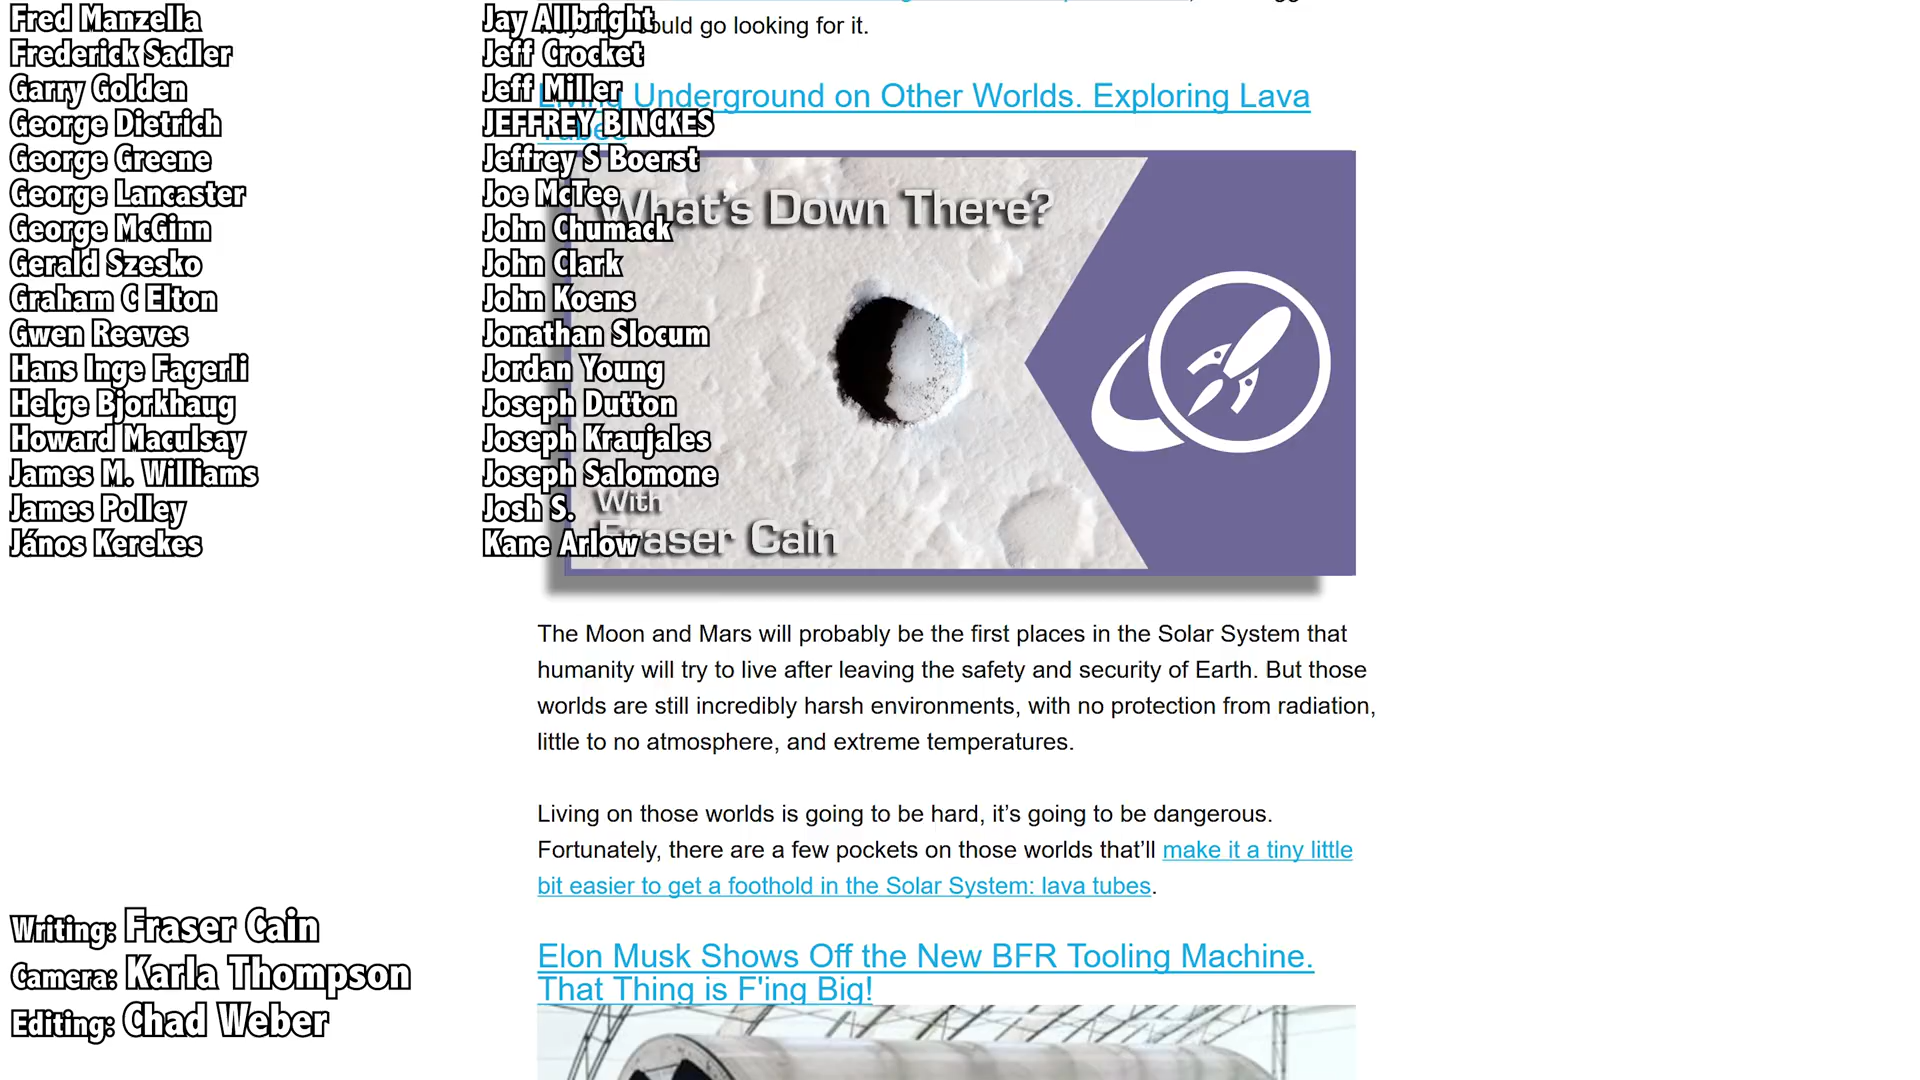 Fred Manzella
Frederick Sadler
Garry Golden
George Dietrich
George Greene
George Lancaster
George McGinn
Gerald Szesko
Graham C Elton
Gwen Reeves
Hans Inge Fagerli
Helge Bjorkhaug
Howard Maculsay
James M. Williams
James Polley
János Kerekes
Jay Allbright
Jeff Crocket
Jeff Miller
JEFFREY BINCKES
Jeffrey S Boerst
Joe McTee
John Chumack
John Clark
John Koens
Jonathan Slocum
Jordan Young
Joseph Dutton
Joseph Kraujales
Joseph Salomone
Josh S.
Kane Arlow
Writing: Fraser Cain
Camera: Karla Thompson
Editing: Chad Weber
could go looking for it.
Living Underground on Other Worlds. Exploring Lava
Tubes
What's Down There?
With
Fraser Cain
The Moon and Mars will probably be the first places in the Solar System that
humanity will try to live after leaving the safety and security of Earth. But those
worlds are still incredibly harsh environments, with no protection from radiation,
little to no atmosphere, and extreme temperatures.
Living on those worlds is going to be hard, it’s going to be dangerous.
Fortunately, there are a few pockets on those worlds that’ll make it a tiny little
bit easier to get a foothold in the Solar System: lava tubes.
Elon Musk Shows Off the New BFR Tooling Machine.
That Thing is F'ing Big!